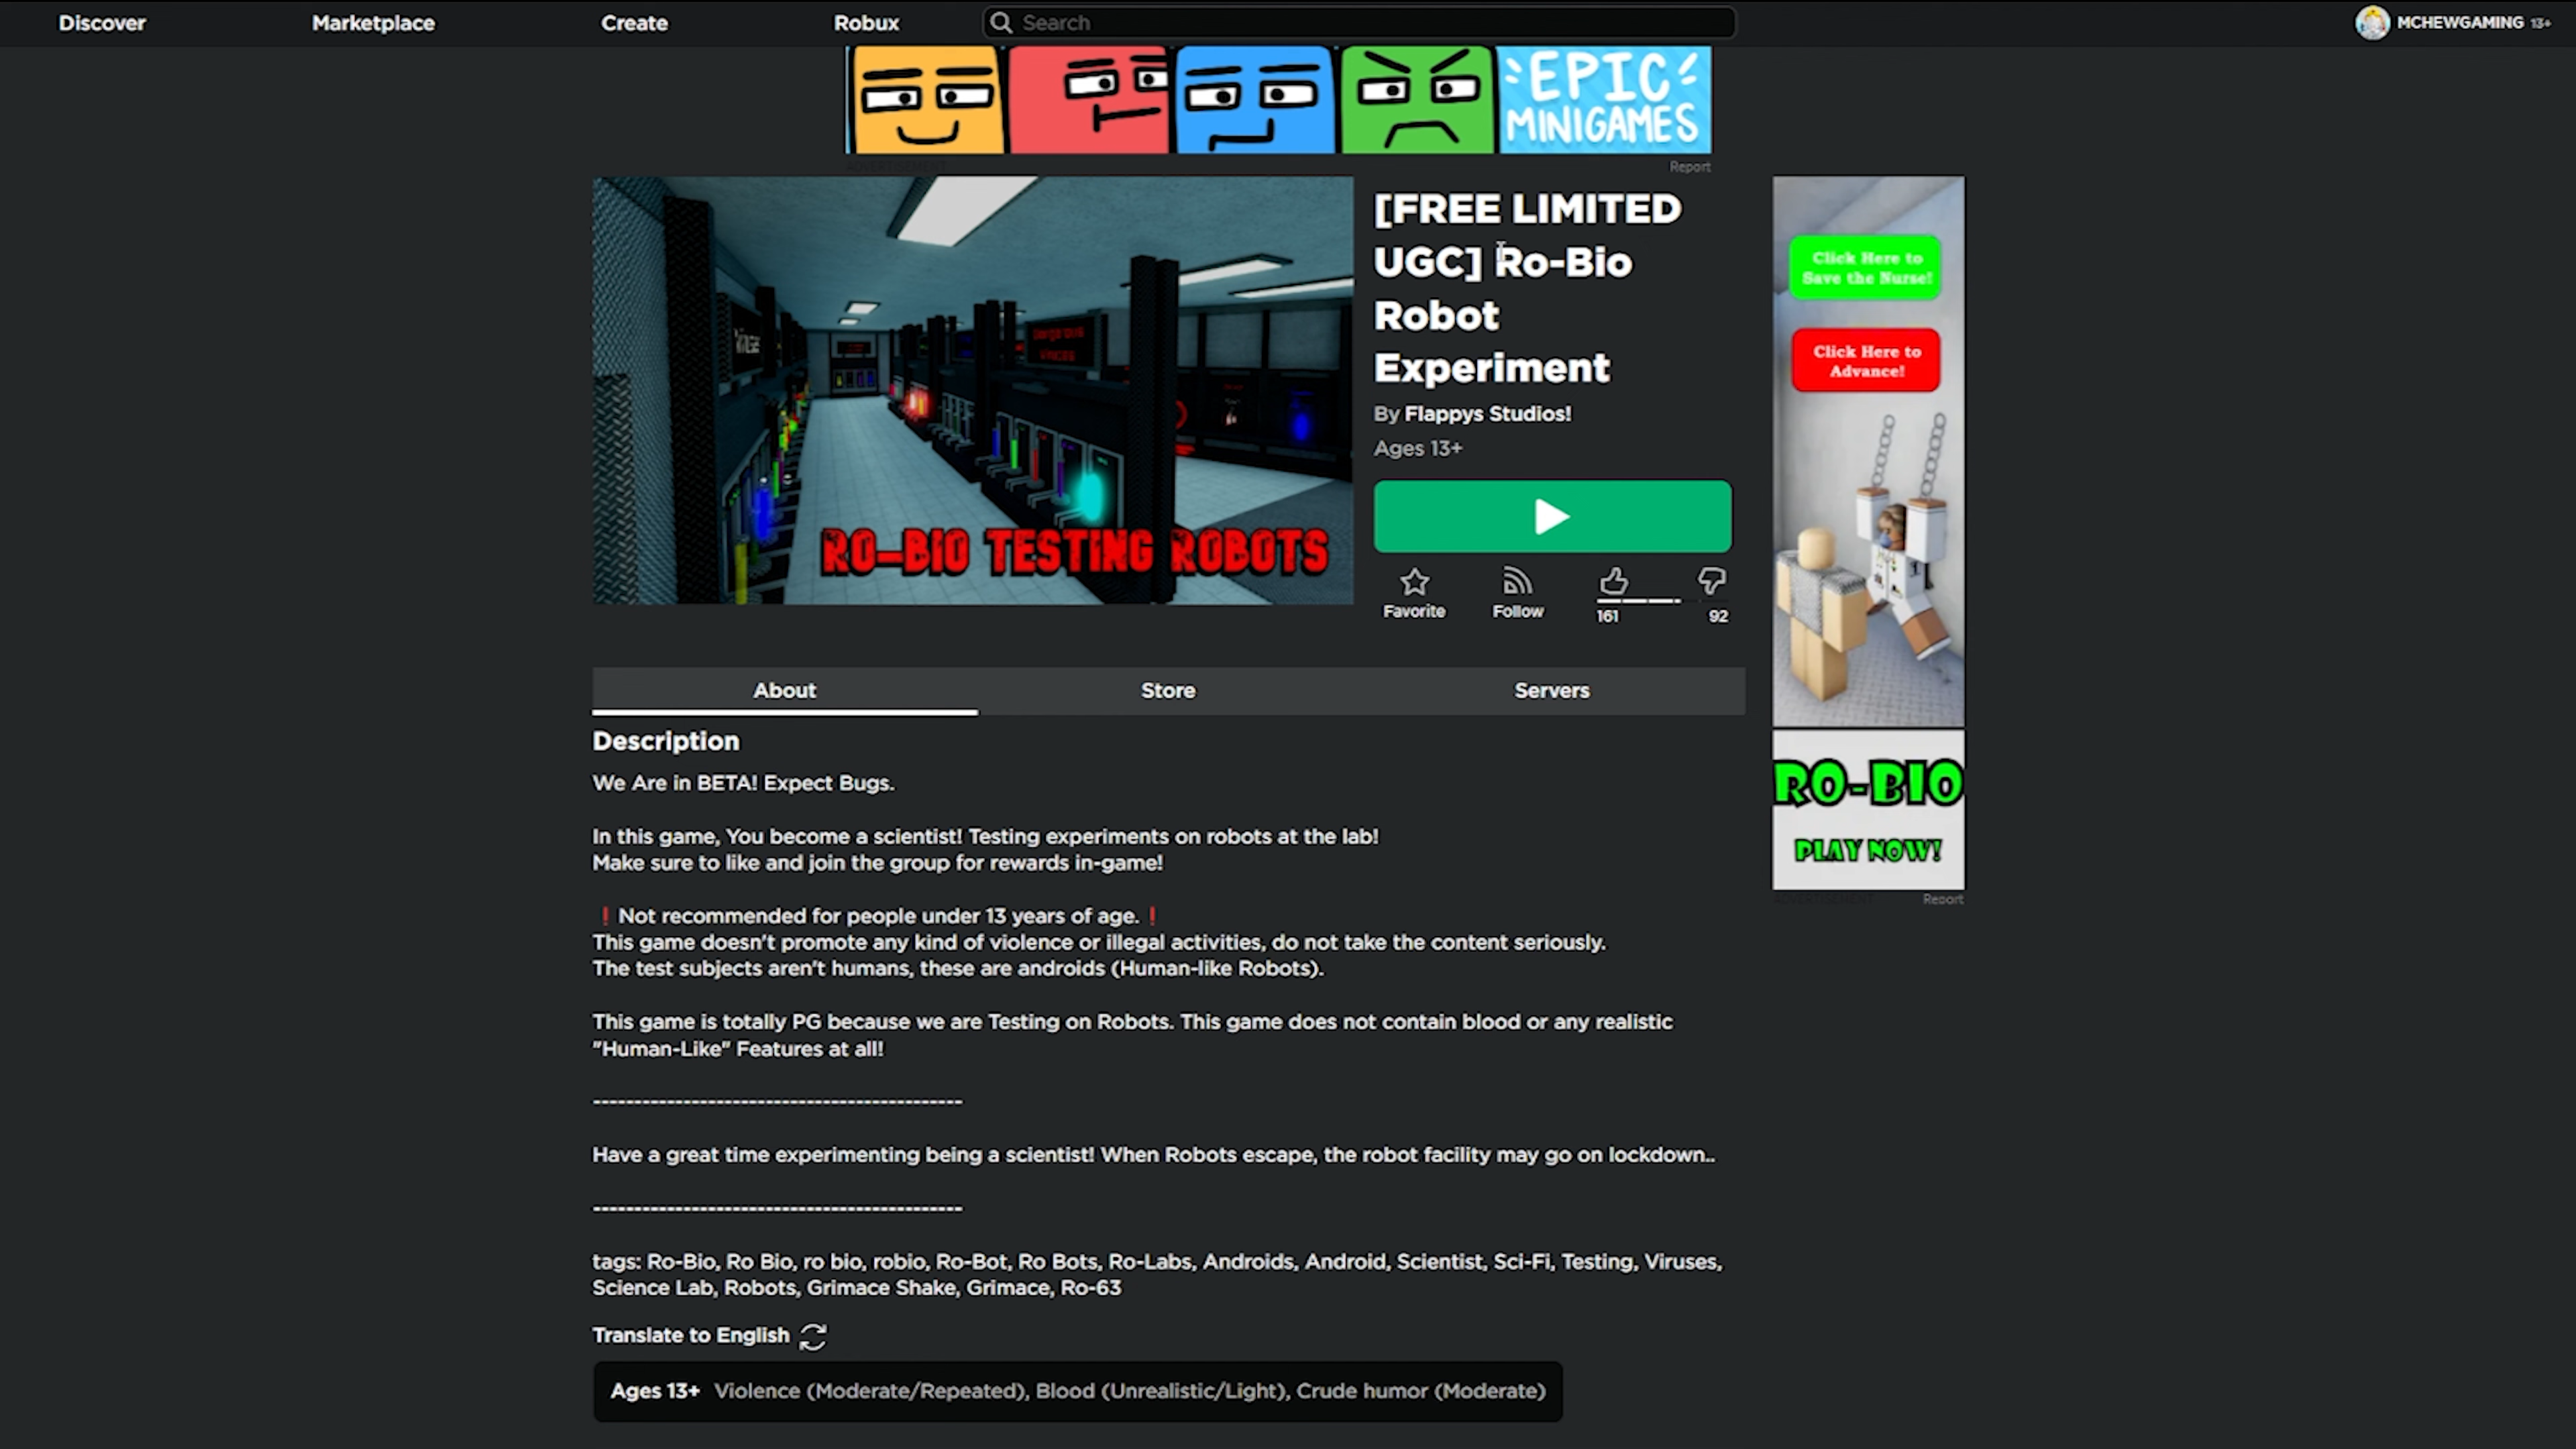 Discover Marketplace Create Robux Search MCHEWGAMING 13+
EPIC
MINIGAMES
ADVERTISEMENT Report
RO-BIO TESTING ROBOTS
[FREE LIMITED
UGC] Ro-Bio
Robot
Experiment
By Flappys Studios!
Ages 13+
Favorite Follow 161 92
Click Here to
Save the Nurse!
Click Here to
Advance!
RO-BIO
PLAY NOW!
ADVERTISEMENT Report
About Store Servers
Description
We Are in BETA! Expect Bugs.
In this game, You become a scientist! Testing experiments on robots at the lab!
Make sure to like and join the group for rewards in-game!
❗Not recommended for people under 13 years of age.❗
This game doesn't promote any kind of violence or illegal activities, do not take the content seriously.
The test subjects aren't humans, these are androids (Human-like Robots).
This game is totally PG because we are Testing on Robots. This game does not contain blood or any realistic
"Human-Like" Features at all!
---------------------------------------------
Have a great time experimenting being a scientist! When Robots escape, the robot facility may go on lockdown..
---------------------------------------------
tags: Ro-Bio, Ro Bio, ro bio, robio, Ro-Bot, Ro Bots, Ro-Labs, Androids, Android, Scientist, Sci-Fi, Testing, Viruses,
Science Lab, Robots, Grimace Shake, Grimace, Ro-63
Translate to English
Ages 13+ Violence (Moderate/Repeated), Blood (Unrealistic/Light), Crude humor (Moderate)